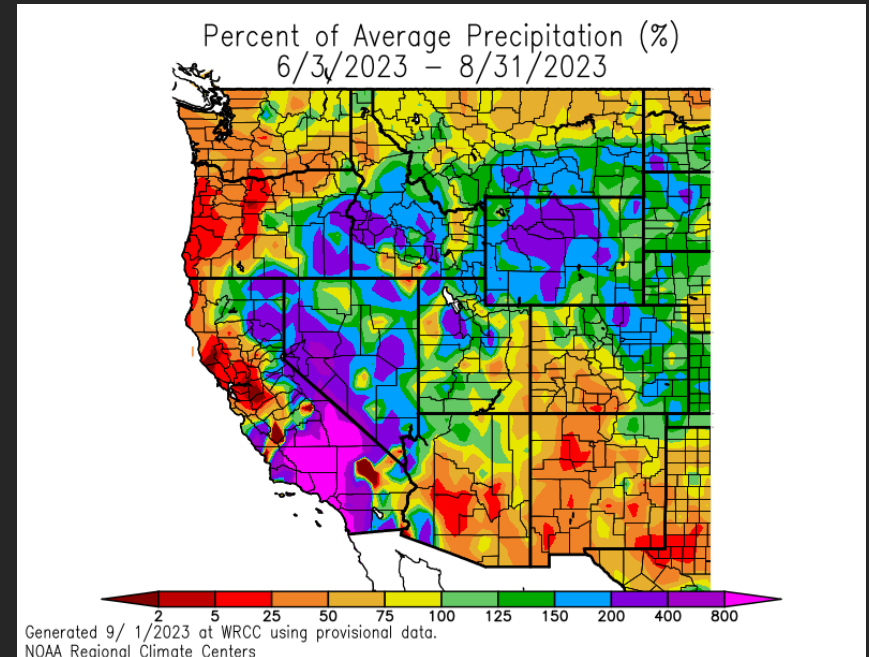 Percent of Average Precipitation (%)
6/3/2023 – 8/31/2023
2 5 25 50 75 100 125 150 200 400 800
Generated 9/ 1/2023 at WRCC using provisional data.
NOAA Regional Climate Centers